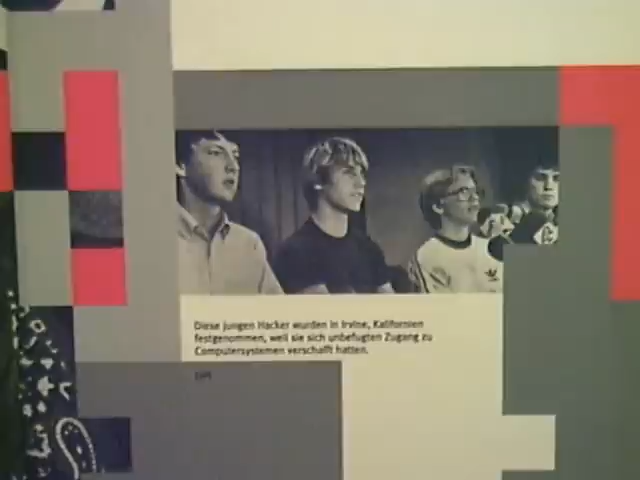 Diese jungen Hacker wurden in Irvine, Kalifornien
festgenommen, weil sie sich unbefugten Zugang zu
Computersystemen verschafft hatten.